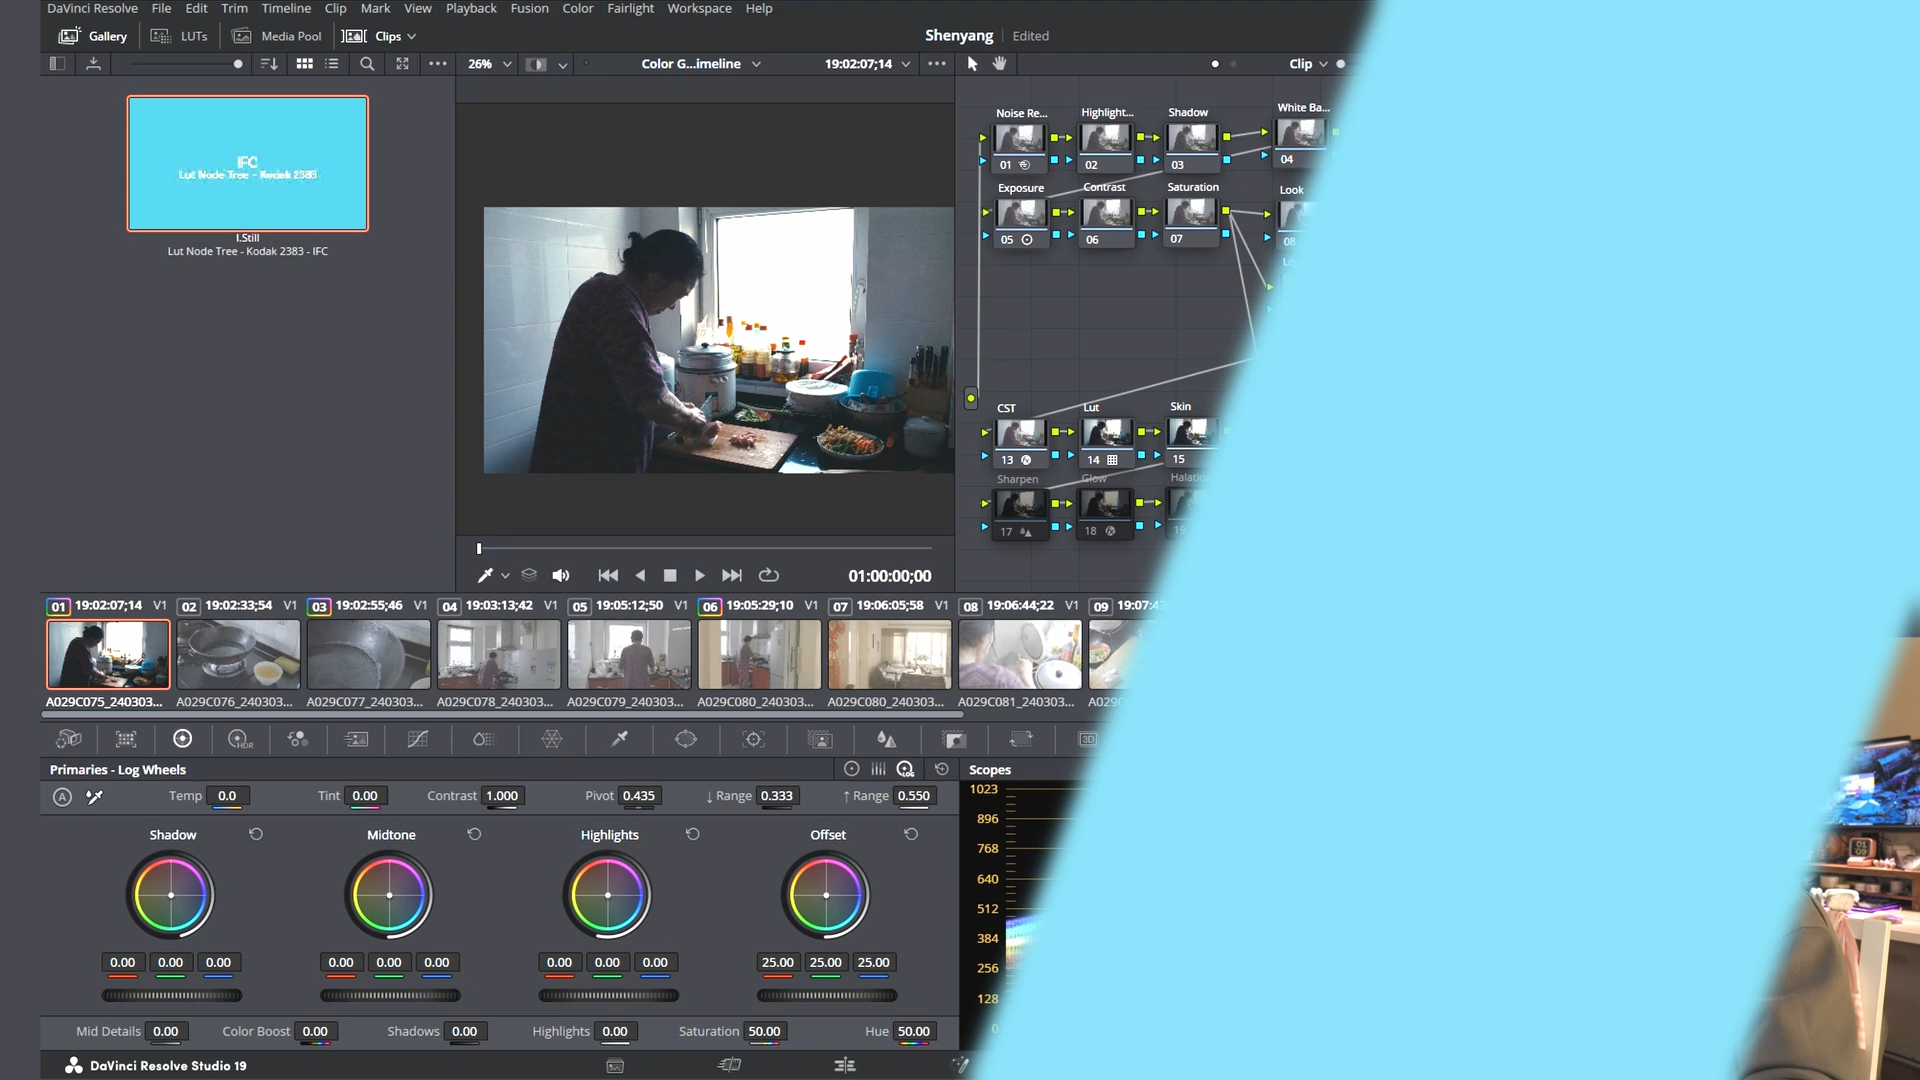 DaVinci Resolve File Edit Trim Timeline Clip Mark View Playback Fusion Color Fairlight Workspace Help
Gallery LUTs Media Pool Clips Shenyang Edited
26% Color G...imeline 19:02:07;14 Clip
IFC
Lut Node Tree - Kodak 2383
I.Still
Lut Node Tree - Kodak 2383 - IFC
Noise Re... Highlight... Shadow White Ba...
01 02 03 04
Exposure Contrast Saturation Look
05 06 07 08
CST Lut Skin
13 14 15
Sharpen Glow
17 18 19
01:00:00;00
01 19:02:07;14 V1 02 19:02:33;54 V1 03 19:02:55;46 V1 04 19:03:13;42 V1 05 19:05:12;50 V1 06 19:05:29;10 V1 07 19:06:05;58 V1 08 19:06:44;22 V1 09
A029C075_240303... A029C076_240303... A029C077_240303... A029C078_240303... A029C079_240303... A029C080_240303... A029C080_240303... A029C081_240303...
HDR 3D
Primaries - Log Wheels LOG Scopes
A Temp 0.0 Tint 0.00 Contrast 1.000 Pivot 0.435 ↓ Range 0.333 ↑ Range 0.550
1023
896
768
640
512
384
256
128
0
Shadow Midtone Highlights Offset
0.00 0.00 0.00 0.00 0.00 0.00 0.00 0.00 0.00 25.00 25.00 25.00
Mid Details 0.00 Color Boost 0.00 Shadows 0.00 Highlights 0.00 Saturation 50.00 Hue 50.00
DaVinci Resolve Studio 19